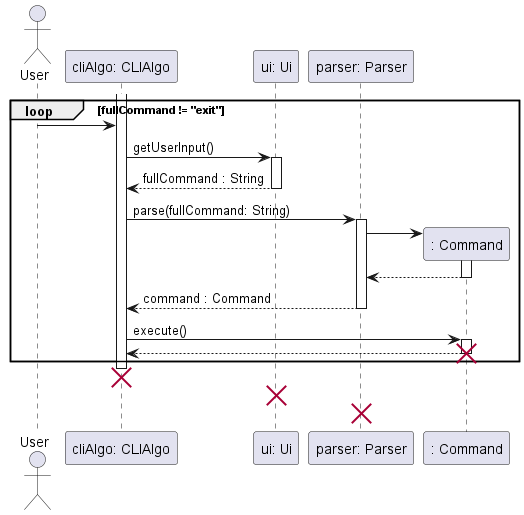 User
cliAlgo: CLIAlgo
ui: Ui
parser: Parser
loop
[fullCommand != "exit"]
getUserInput()
fullCommand : String
parse(fullCommand: String)
: Command
command : Command
execute()
User
cliAlgo: CLIAlgo
ui: Ui
parser: Parser
: Command